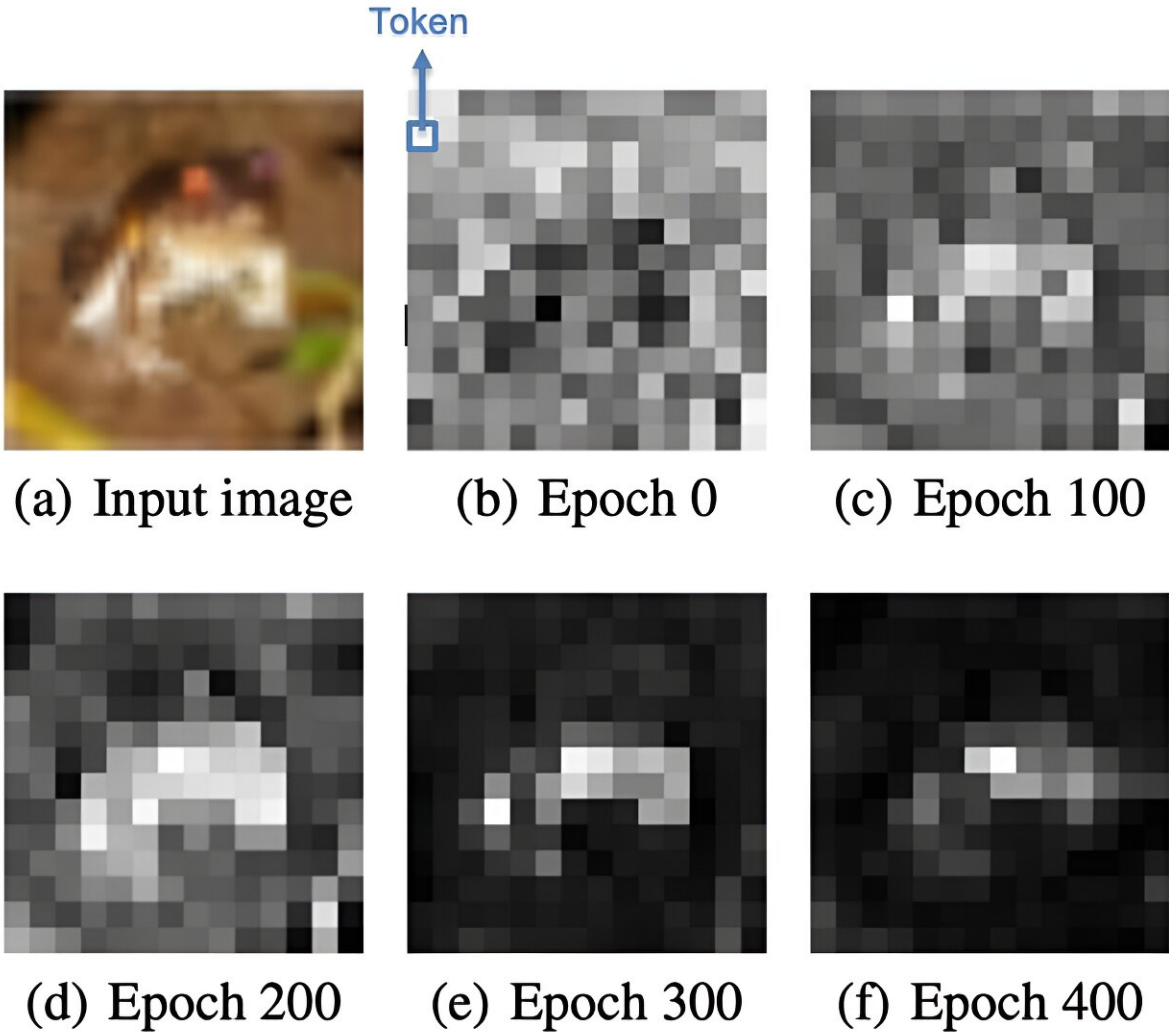 Token
(a) Input image
(b) Epoch 0
(c) Epoch 100
(d) Epoch 200
(e) Epoch 300
(f) Epoch 400